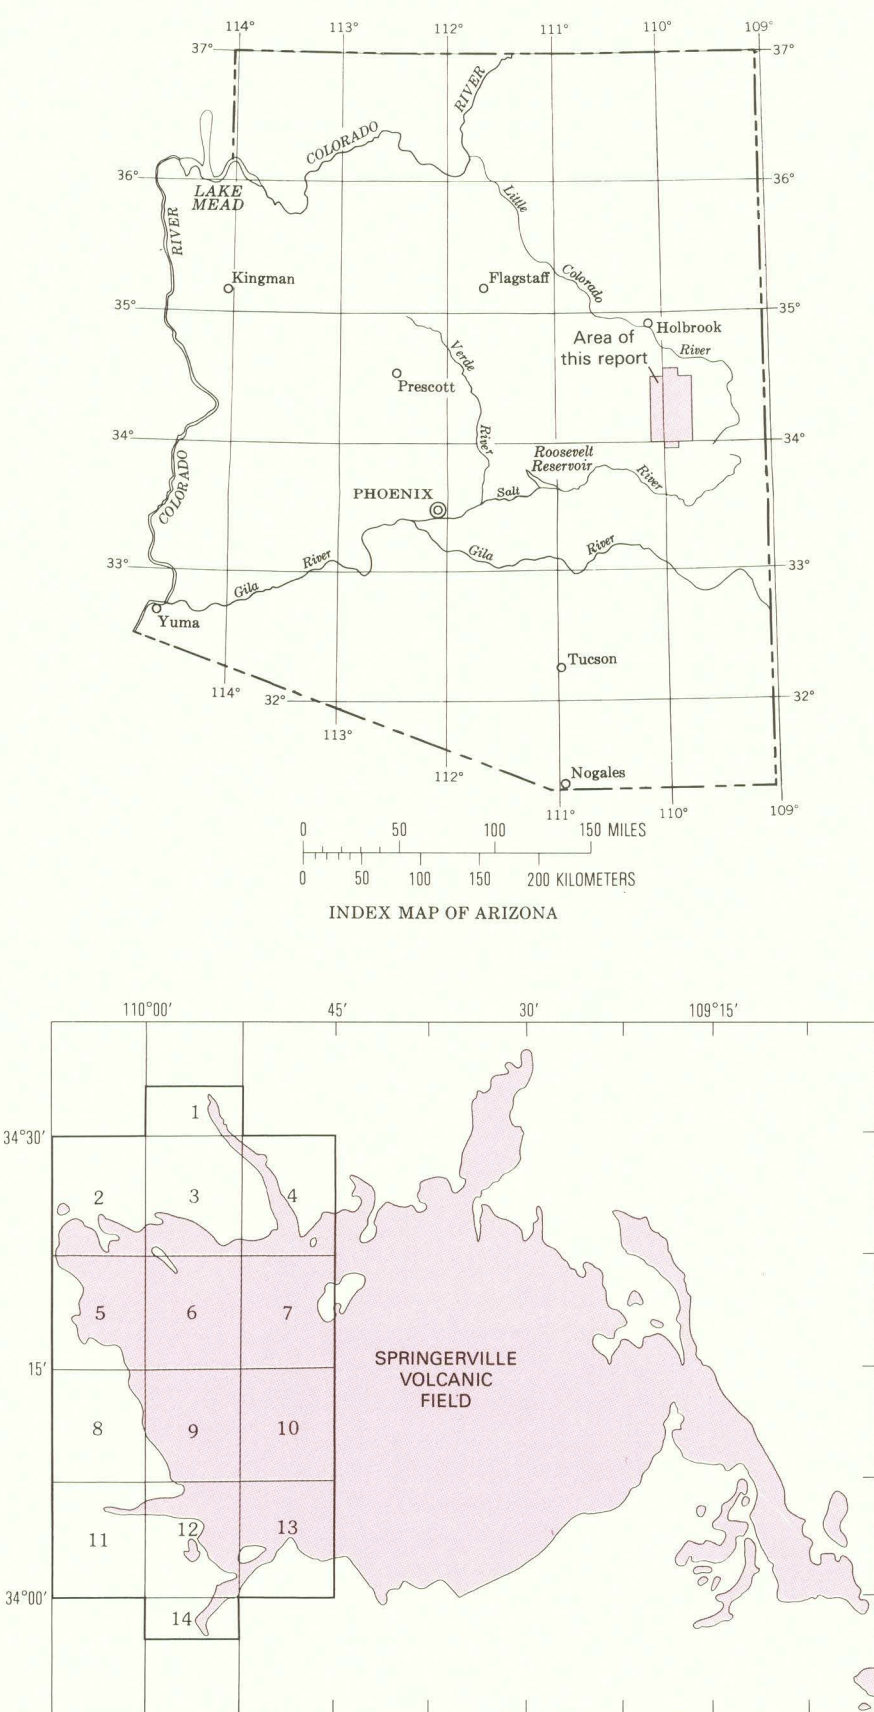 114° 113° 112° 111° 110° 109°
37° 37°
RIVER
COLORADO
36° 36°
LAKE
MEAD
Little
RIVER
Kingman
Flagstaff
Colorado
35° 35°
Holbrook
Area of
this report
River
Verde
Prescott
34° 34°
River
Roosevelt
Reservoir
COLORADO
PHOENIX
Salt
River
33° 33°
Gila
River
Gila
River
Yuma
Tucson
114°
32° 32°
113°
112°
Nogales
111° 110° 109°
0 50 100 150 MILES
0 50 100 150 200 KILOMETERS
INDEX MAP OF ARIZONA
110°00′ 45′ 30′ 109°15′
1
34°30′
2 3 4
5 6 7
15′
SPRINGERVILLE
VOLCANIC
FIELD
8 9 10
11 12 13
34°00′
14